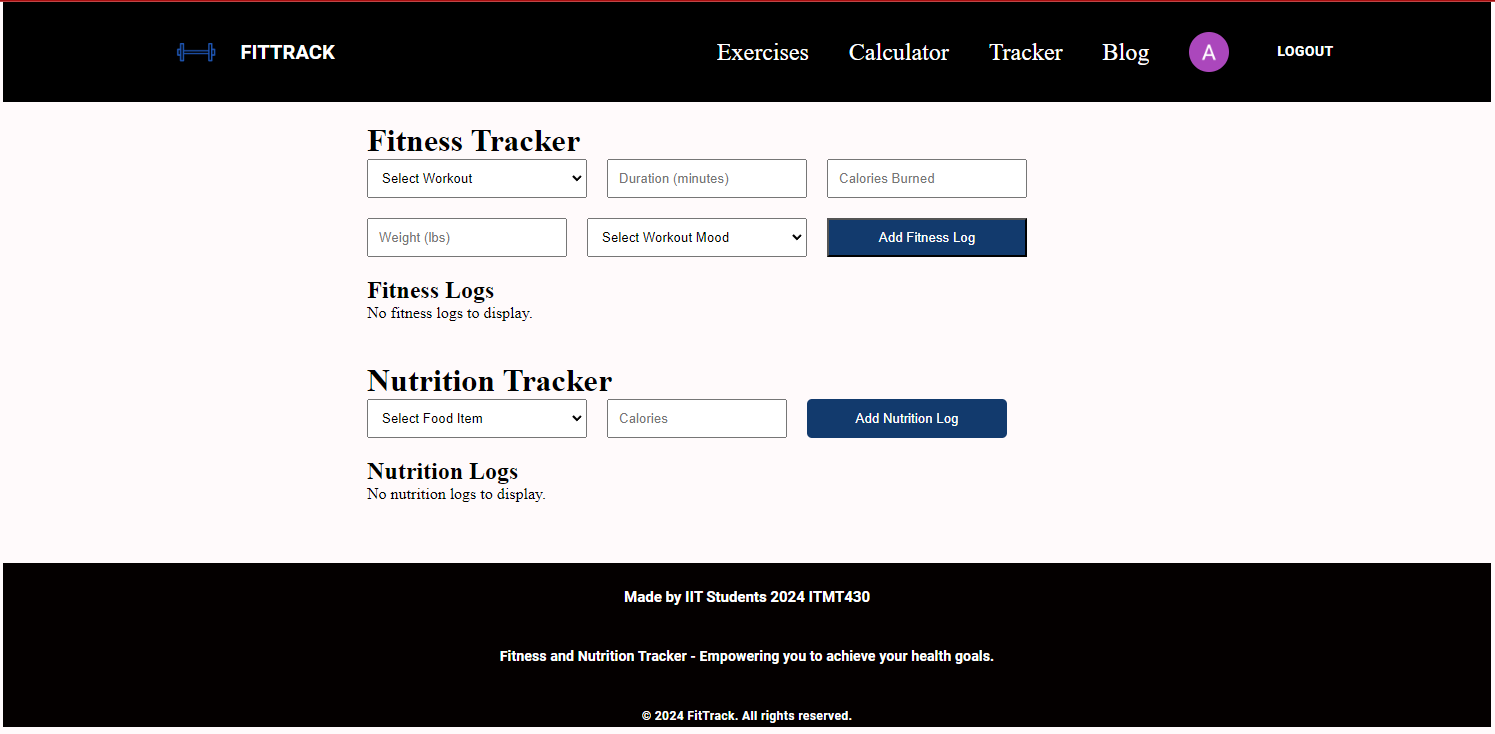 FITTRACK Exercises Calculator Tracker Blog A LOGOUT
Fitness Tracker
Select Workout Duration (minutes) Calories Burned
Weight (lbs) Select Workout Mood Add Fitness Log
Fitness Logs
No fitness logs to display.
Nutrition Tracker
Select Food Item Calories Add Nutrition Log
Nutrition Logs
No nutrition logs to display.
Made by IIT Students 2024 ITMT430
Fitness and Nutrition Tracker - Empowering you to achieve your health goals.
© 2024 FitTrack. All rights reserved.